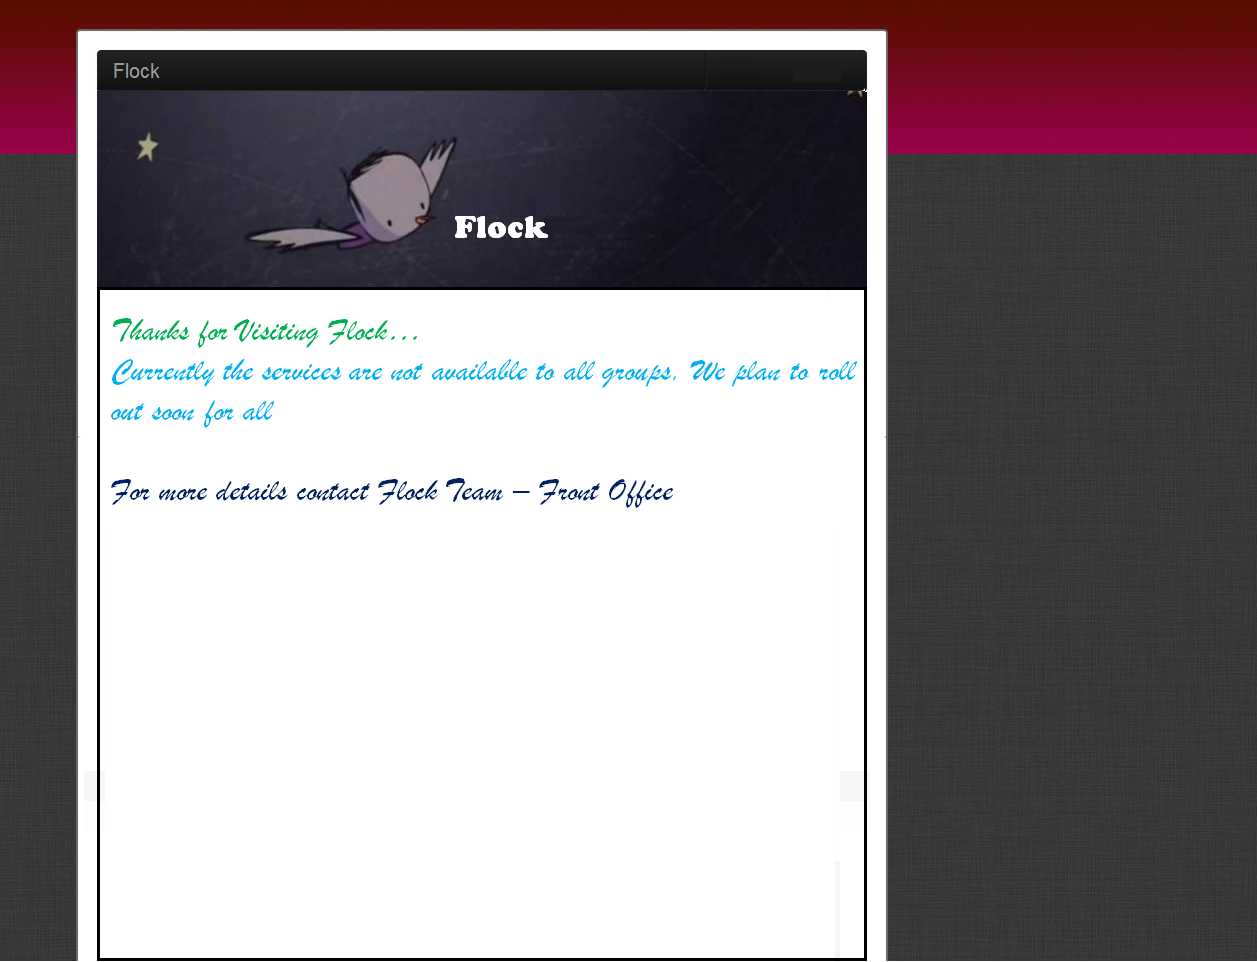 Flock
Flock
Thanks for Visiting Flock...
Currently the services are not available to all groups. We plan to roll
out soon for all
For more details contact Flock Team – Front Office